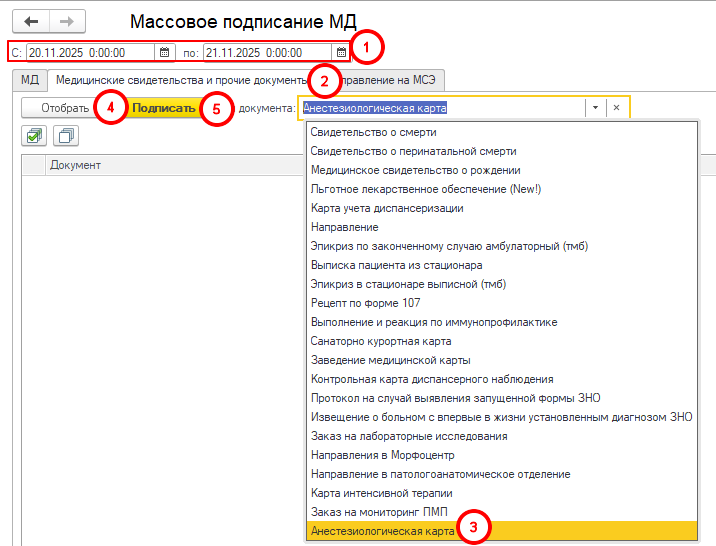 Массовое подписание МД
С: 20.11.2025 0:00:00 по: 21.11.2025 0:00:00 1
МД Медицинские свидетельства и прочие документы 2 правление на МСЭ
Отобрать 4 Подписать 5 документа: Анестезиологическая карта
Документ
Свидетельство о смерти
Свидетельство о перинатальной смерти
Медицинское свидетельство о рождении
Льготное лекарственное обеспечение (New!)
Карта учета диспансеризации
Направление
Эпикриз по законченному случаю амбулаторный (тмб)
Выписка пациента из стационара
Эпикриз в стационаре выписной (тмб)
Рецепт по форме 107
Выполнение и реакция по иммунопрофилактике
Санаторно курортная карта
Заведение медицинской карты
Контрольная карта диспансерного наблюдения
Протокол на случай выявления запущенной формы ЗНО
Извещение о больном с впервые в жизни установленным диагнозом ЗНО
Заказ на лабораторные исследования
Направления в Морфоцентр
Направление в патологоанатомическое отделение
Карта интенсивной терапии
Заказ на мониторинг ПМП
Анестезиологическая карта 3